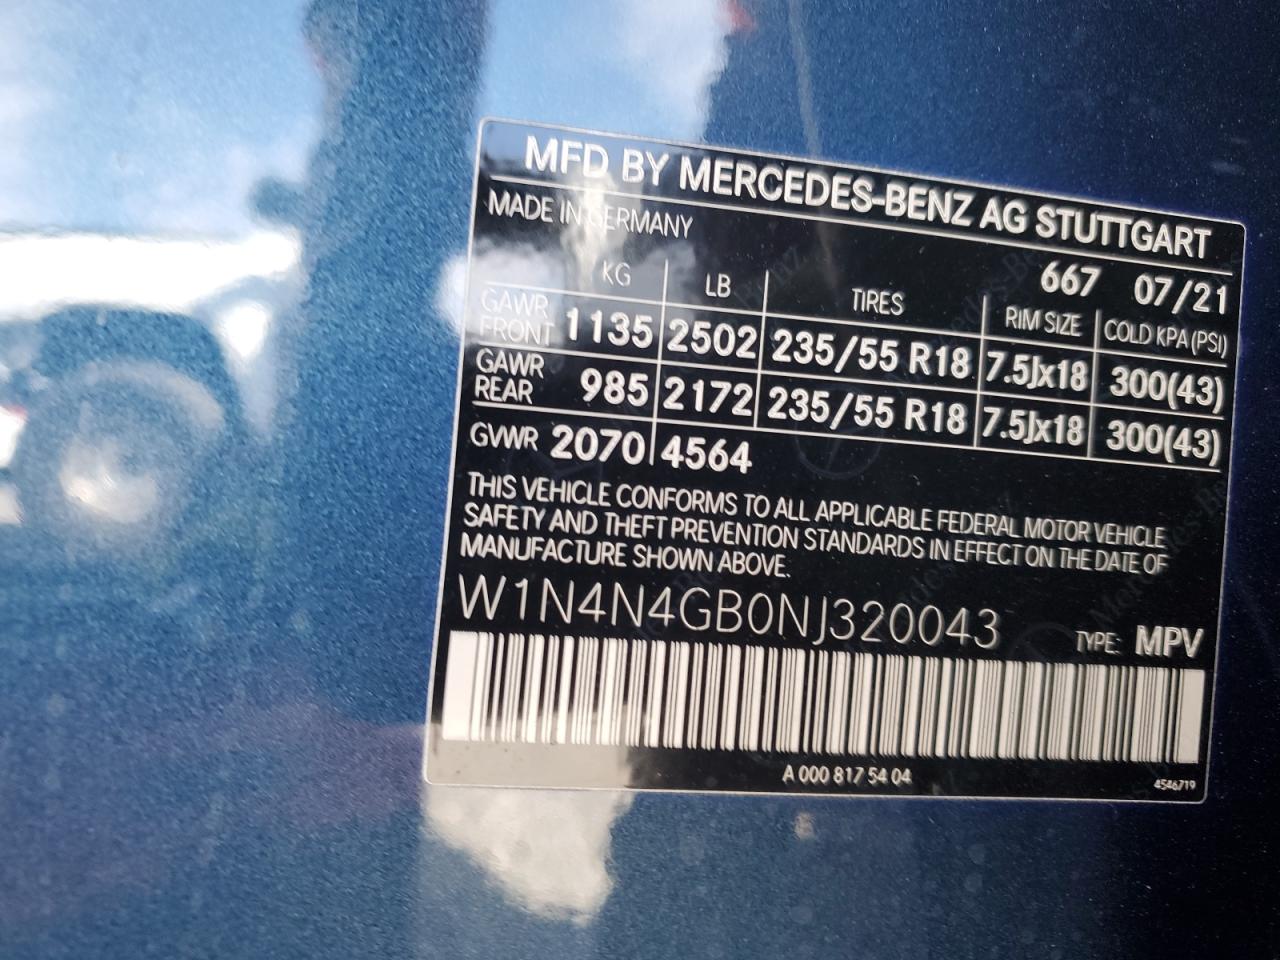 MFD BY MERCEDES-BENZ AG STUTTGART
MADE IN GERMANY 667 07/21
KG LB TIRES RIM SIZE COLD KPA (PSI)
GAWR FRONT 1135 2502 235/55 R18 7.5Jx18 300(43)
GAWR REAR 985 2172 235/55 R18 7.5Jx18 300(43)
GVWR 2070 4564
THIS VEHICLE CONFORMS TO ALL APPLICABLE FEDERAL MOTOR VEHICLE
SAFETY AND THEFT PREVENTION STANDARDS IN EFFECT ON THE DATE OF
MANUFACTURE SHOWN ABOVE.
W1N4N4GB0NJ320043 TYPE: MPV
A 000 817 54 04 4546719